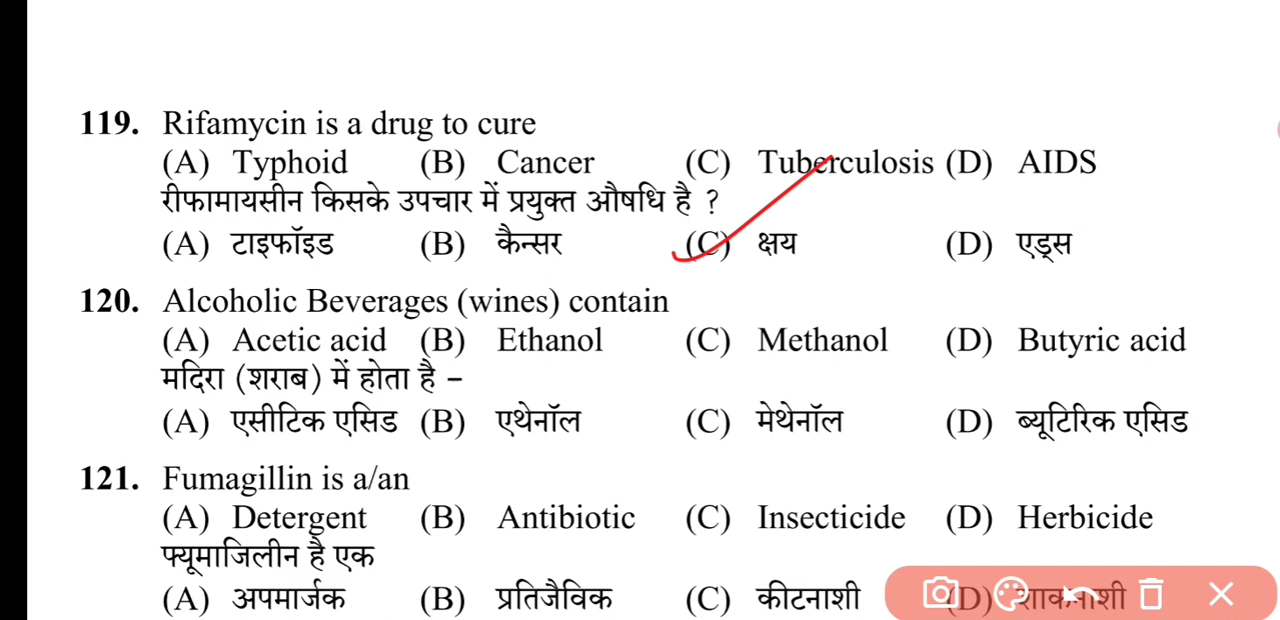 119. Rifamycin is a drug to cure
(A) Typhoid (B) Cancer (C) Tuberculosis (D) AIDS
रीफामायसीन किसके उपचार में प्रयुक्त औषधि है ?
(A) टाइफॉइड (B) कैन्सर (C) क्षय (D) एड्स
120. Alcoholic Beverages (wines) contain
(A) Acetic acid (B) Ethanol (C) Methanol (D) Butyric acid
मदिरा (शराब) में होता है –
(A) एसीटिक एसिड (B) एथेनॉल (C) मेथेनॉल (D) ब्यूटिरिक एसिड
121. Fumagillin is a/an
(A) Detergent (B) Antibiotic (C) Insecticide (D) Herbicide
फ्यूमाजिलीन है एक
(A) अपमार्जक (B) प्रतिजैविक (C) कीटनाशी (D) शाकनाशी